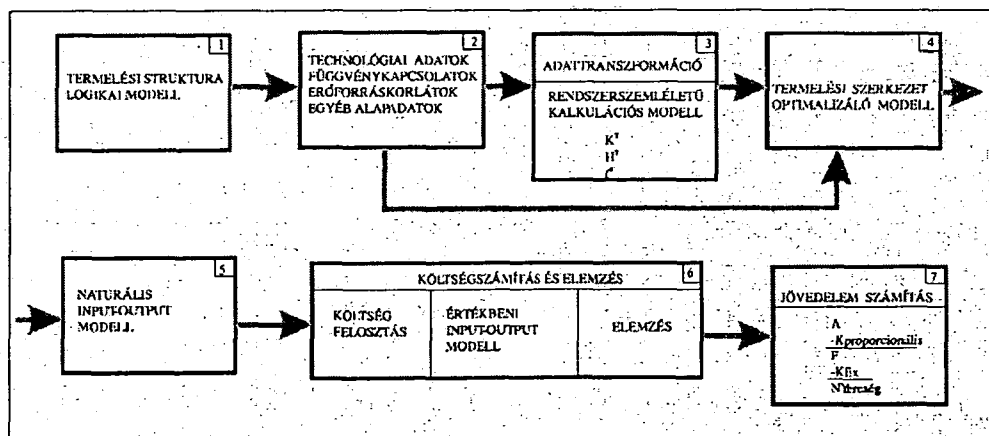 1
TERMELÉSI STRUKTURA
LOGIKAI MODELL
2
TECHNOLÓGIAI ADATOK
FÜGGVÉNYKAPCSOLATOK
ERŐFORRÁSKORLÁTOK
EGYÉB ALAPADATOK
3
ADATTRANSZFORMÁCIÓ
RENDSZERSZEMLÉLETŰ
KALKULÁCIÓS MODELL
4
TERMELÉSI SZERKEZET
OPTIMALIZÁLÓ MODELL
5
NATURÁLIS
INPUT-OUTPUT
MODELL
6
KÖLTSÉGSZÁMÍTÁS ÉS ELEMZÉS
KÖLTSÉG
FELOSZTÁS
ÉRTÉKBENI
INPUT-OUTPUT
MODELL
ELEMZÉS
7
JÖVEDELEM SZÁMÍTÁS
-Kproporcionális
-Kfix
Nyereség